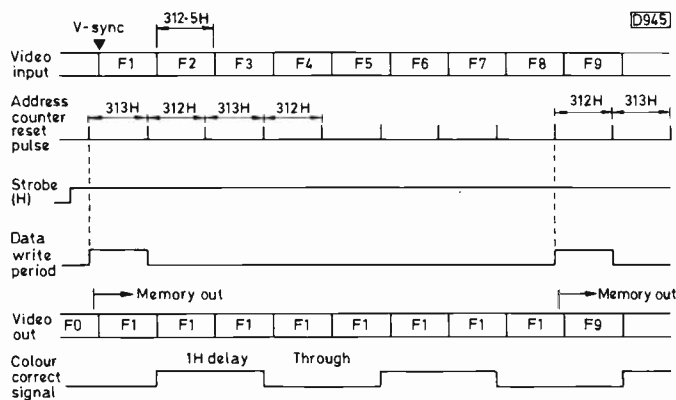 312·5H
D945
V-sync
Video input
F1 F2 F3 F4 F5 F6 F7 F8 F9
Address counter reset pulse
313H 312H 313H 312H 312H 313H
Strobe (H)
Data write period
Memory out Memory out
Video out
F0 F1 F1 F1 F1 F1 F1 F1 F1 F9
Colour correct signal
1H delay Through